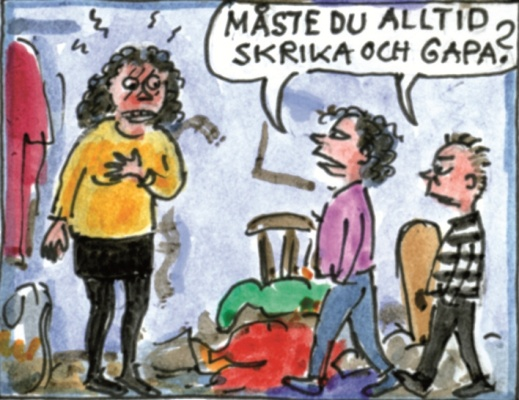 MÅSTE DU ALLTID
SKRIKA OCH GAPA?